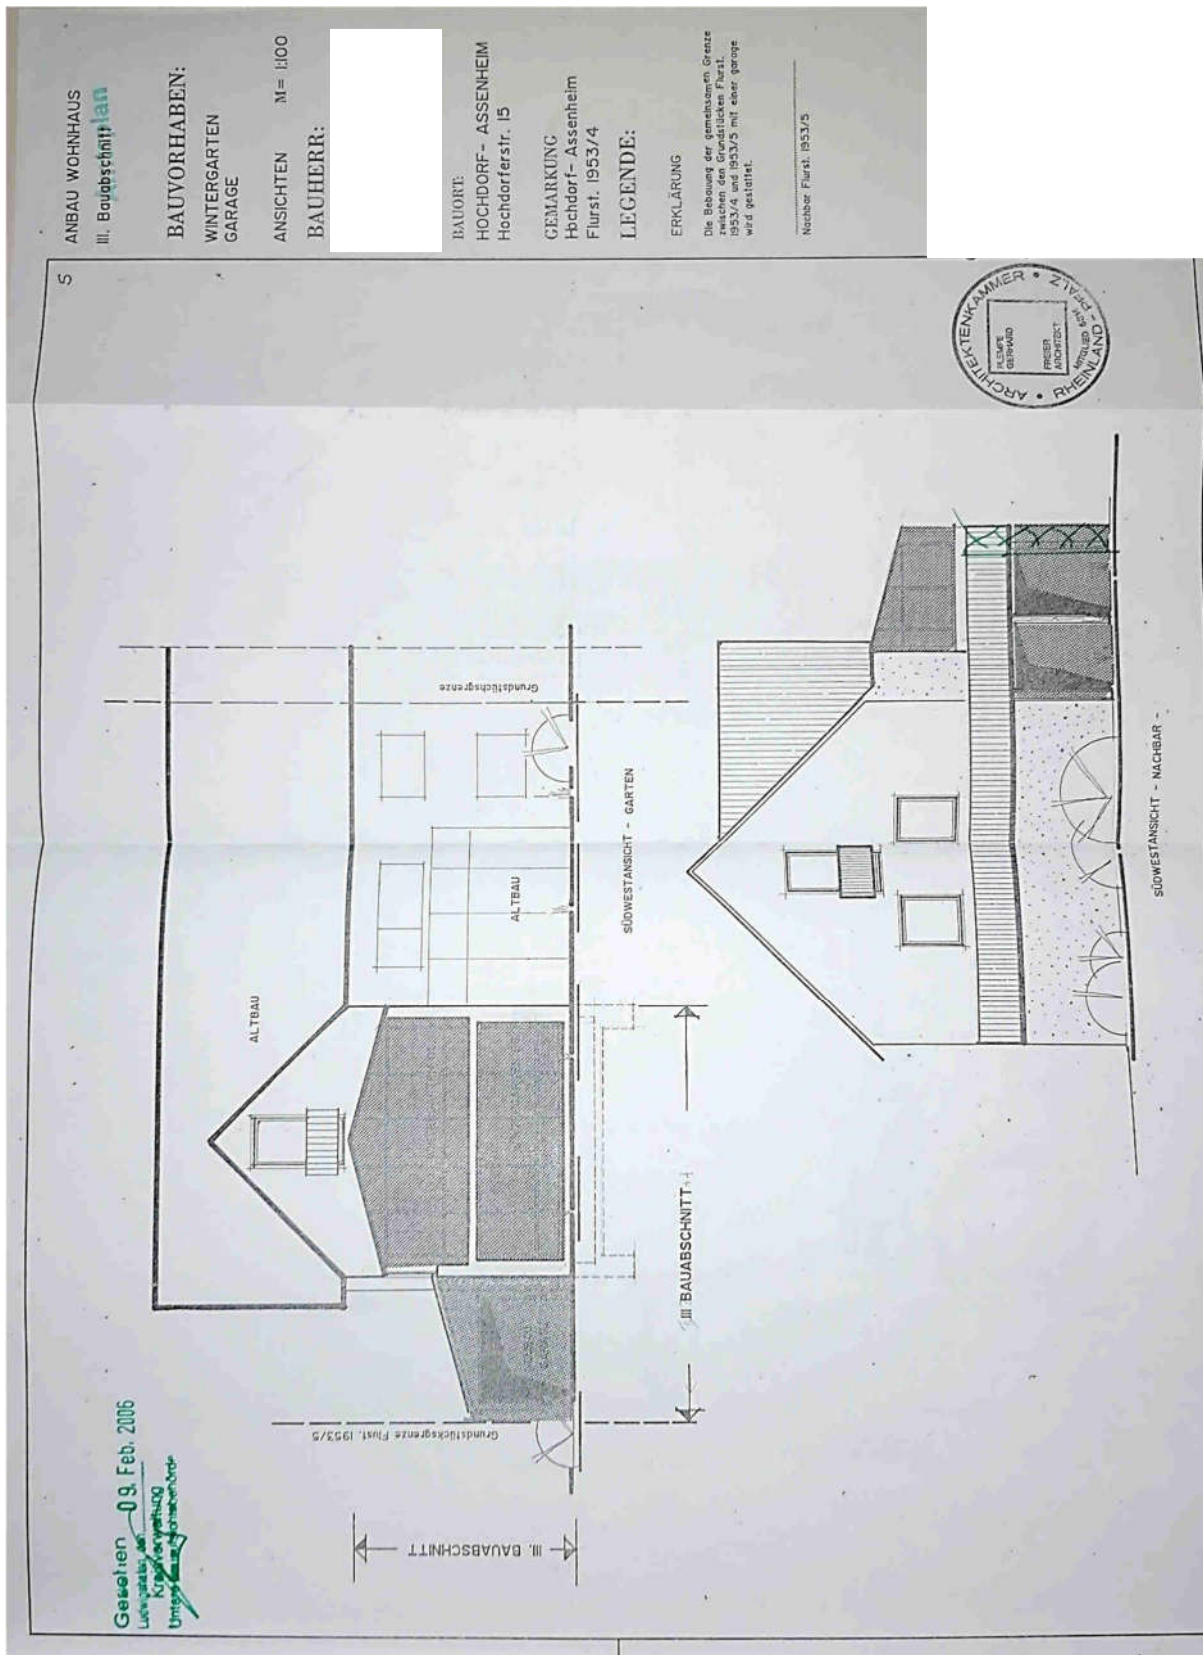 5
ANBAU WOHNHAUS
III. Bauabschnitt
BAUVORHABEN:
WINTERGARTEN
GARAGE
ANSICHTEN M= 1:100
BAUHERR:
BAUORT:
HOCHDORF- ASSENHEIM
Hochdorferstr. 15
GEMARKUNG
Hochdorf- Assenheim
Flurst. 1953/4
LEGENDE:
ERKLÄRUNG
Die Bebauung der gemeinsamen Grenze
zwischen den Grundstücken Flurst.
1953/4 und 1953/5 mit einer garage
wird gestattet.
Nachbar Flurst. 1953/5
Gesehen 09. Feb. 2006
Kreisverwaltung
ALTBAU
ALTBAU
Grundstücksgrenze
Grundstücksgrenze Flust. 1953/5
SÜDWESTANSICHT - GARTEN
III BAUABSCHNITT
III. BAUABSCHNITT
SÜDWESTANSICHT - NACHBAR -
ARCHITEKTENKAMMER
RHEINLAND - PFALZ
GERHARD
FREIER
ARCHITEKT